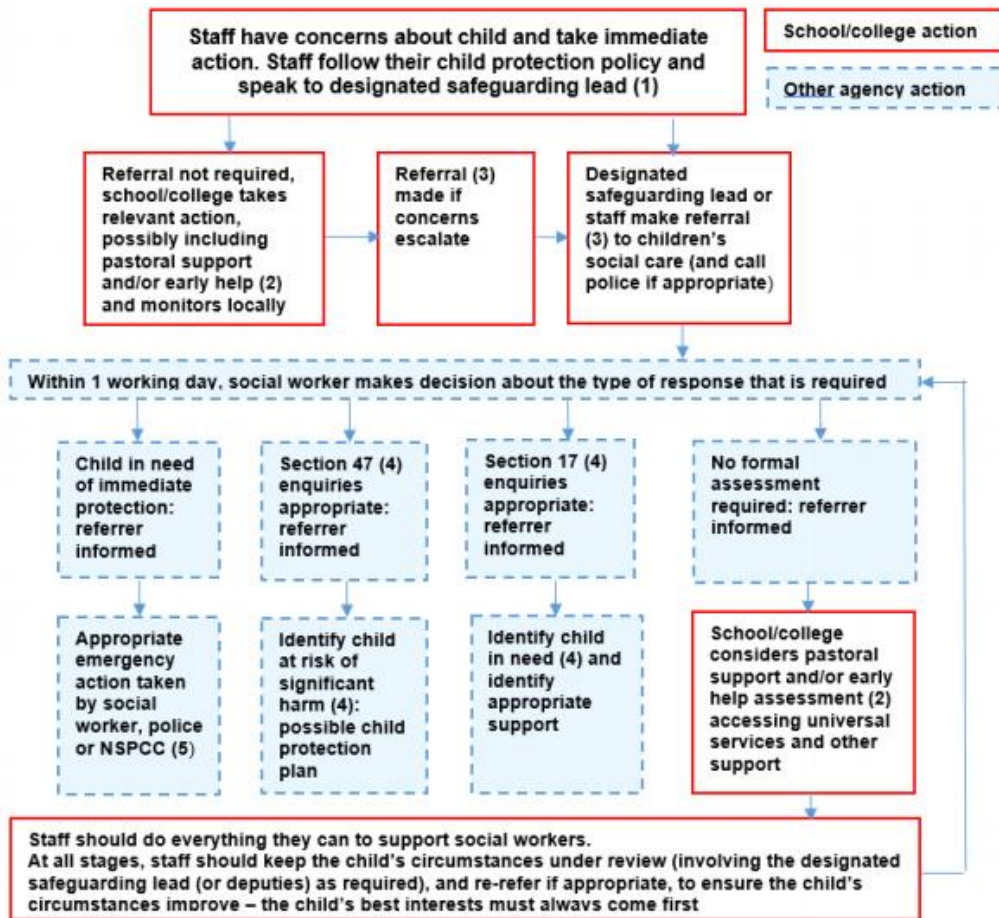 Staff have concerns about child and take immediate
action. Staff follow their child protection policy and
speak to designated safeguarding lead (1)
School/college action
Other agency action
Referral not required,
school/college takes
relevant action,
possibly including
pastoral support
and/or early help (2)
and monitors locally
Referral (3)
made if
concerns
escalate
Designated
safeguarding lead or
staff make referral
(3) to children's
social care (and call
police if appropriate)
Within 1 working day, social worker makes decision about the type of response that is required
Child in need
of immediate
protection:
referrer
informed
Section 47 (4)
enquiries
appropriate:
referrer
informed
Section 17 (4)
enquiries
appropriate:
referrer
informed
No formal
assessment
required: referrer
informed
Appropriate
emergency
action taken
by social
worker, police
or NSPCC (5)
Identify child
at risk of
significant
harm (4):
possible child
protection
plan
Identify child
in need (4) and
identify
appropriate
support
School/college
considers pastoral
support and/or early
help assessment (2)
accessing universal
services and other
support
Staff should do everything they can to support social workers.
At all stages, staff should keep the child's circumstances under review (involving the designated
safeguarding lead (or deputies) as required), and re-refer if appropriate, to ensure the child's
circumstances improve – the child's best interests must always come first